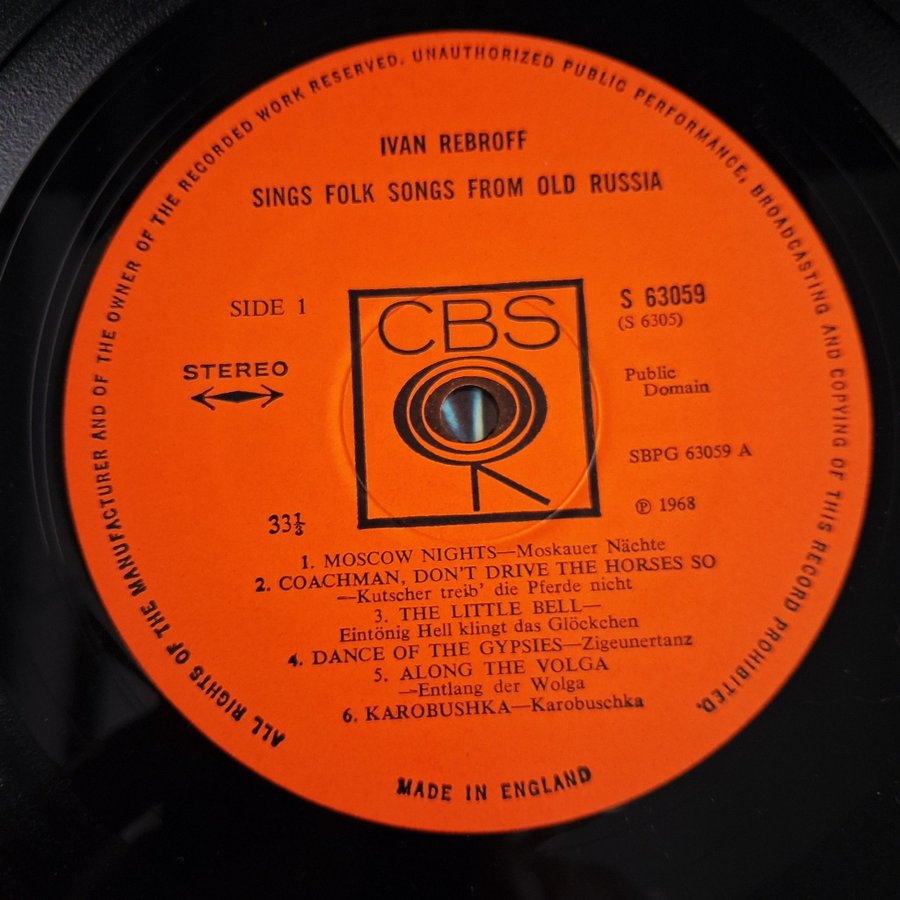 ALL RIGHTS OF THE MANUFACTURER AND OF THE OWNER OF THE RECORDED WORK RESERVED. UNAUTHORIZED PUBLIC PERFORMANCE, BROADCASTING AND COPYING OF THIS RECORD PROHIBITED.
IVAN REBROFF
SINGS FOLK SONGS FROM OLD RUSSIA
SIDE 1
CBS
S 63059
(S 6305)
STEREO
Public
Domain
SBPG 63059 A
33⅓
℗ 1968
1. MOSCOW NIGHTS—Moskauer Nächte
2. COACHMAN, DON'T DRIVE THE HORSES SO
—Kutscher treib' die Pferde nicht
3. THE LITTLE BELL—
Eintönig Hell klingt das Glöckchen
4. DANCE OF THE GYPSIES—Zigeunertanz
5. ALONG THE VOLGA
—Entlang der Wolga
6. KAROBUSHKA—Karobuschka
MADE IN ENGLAND